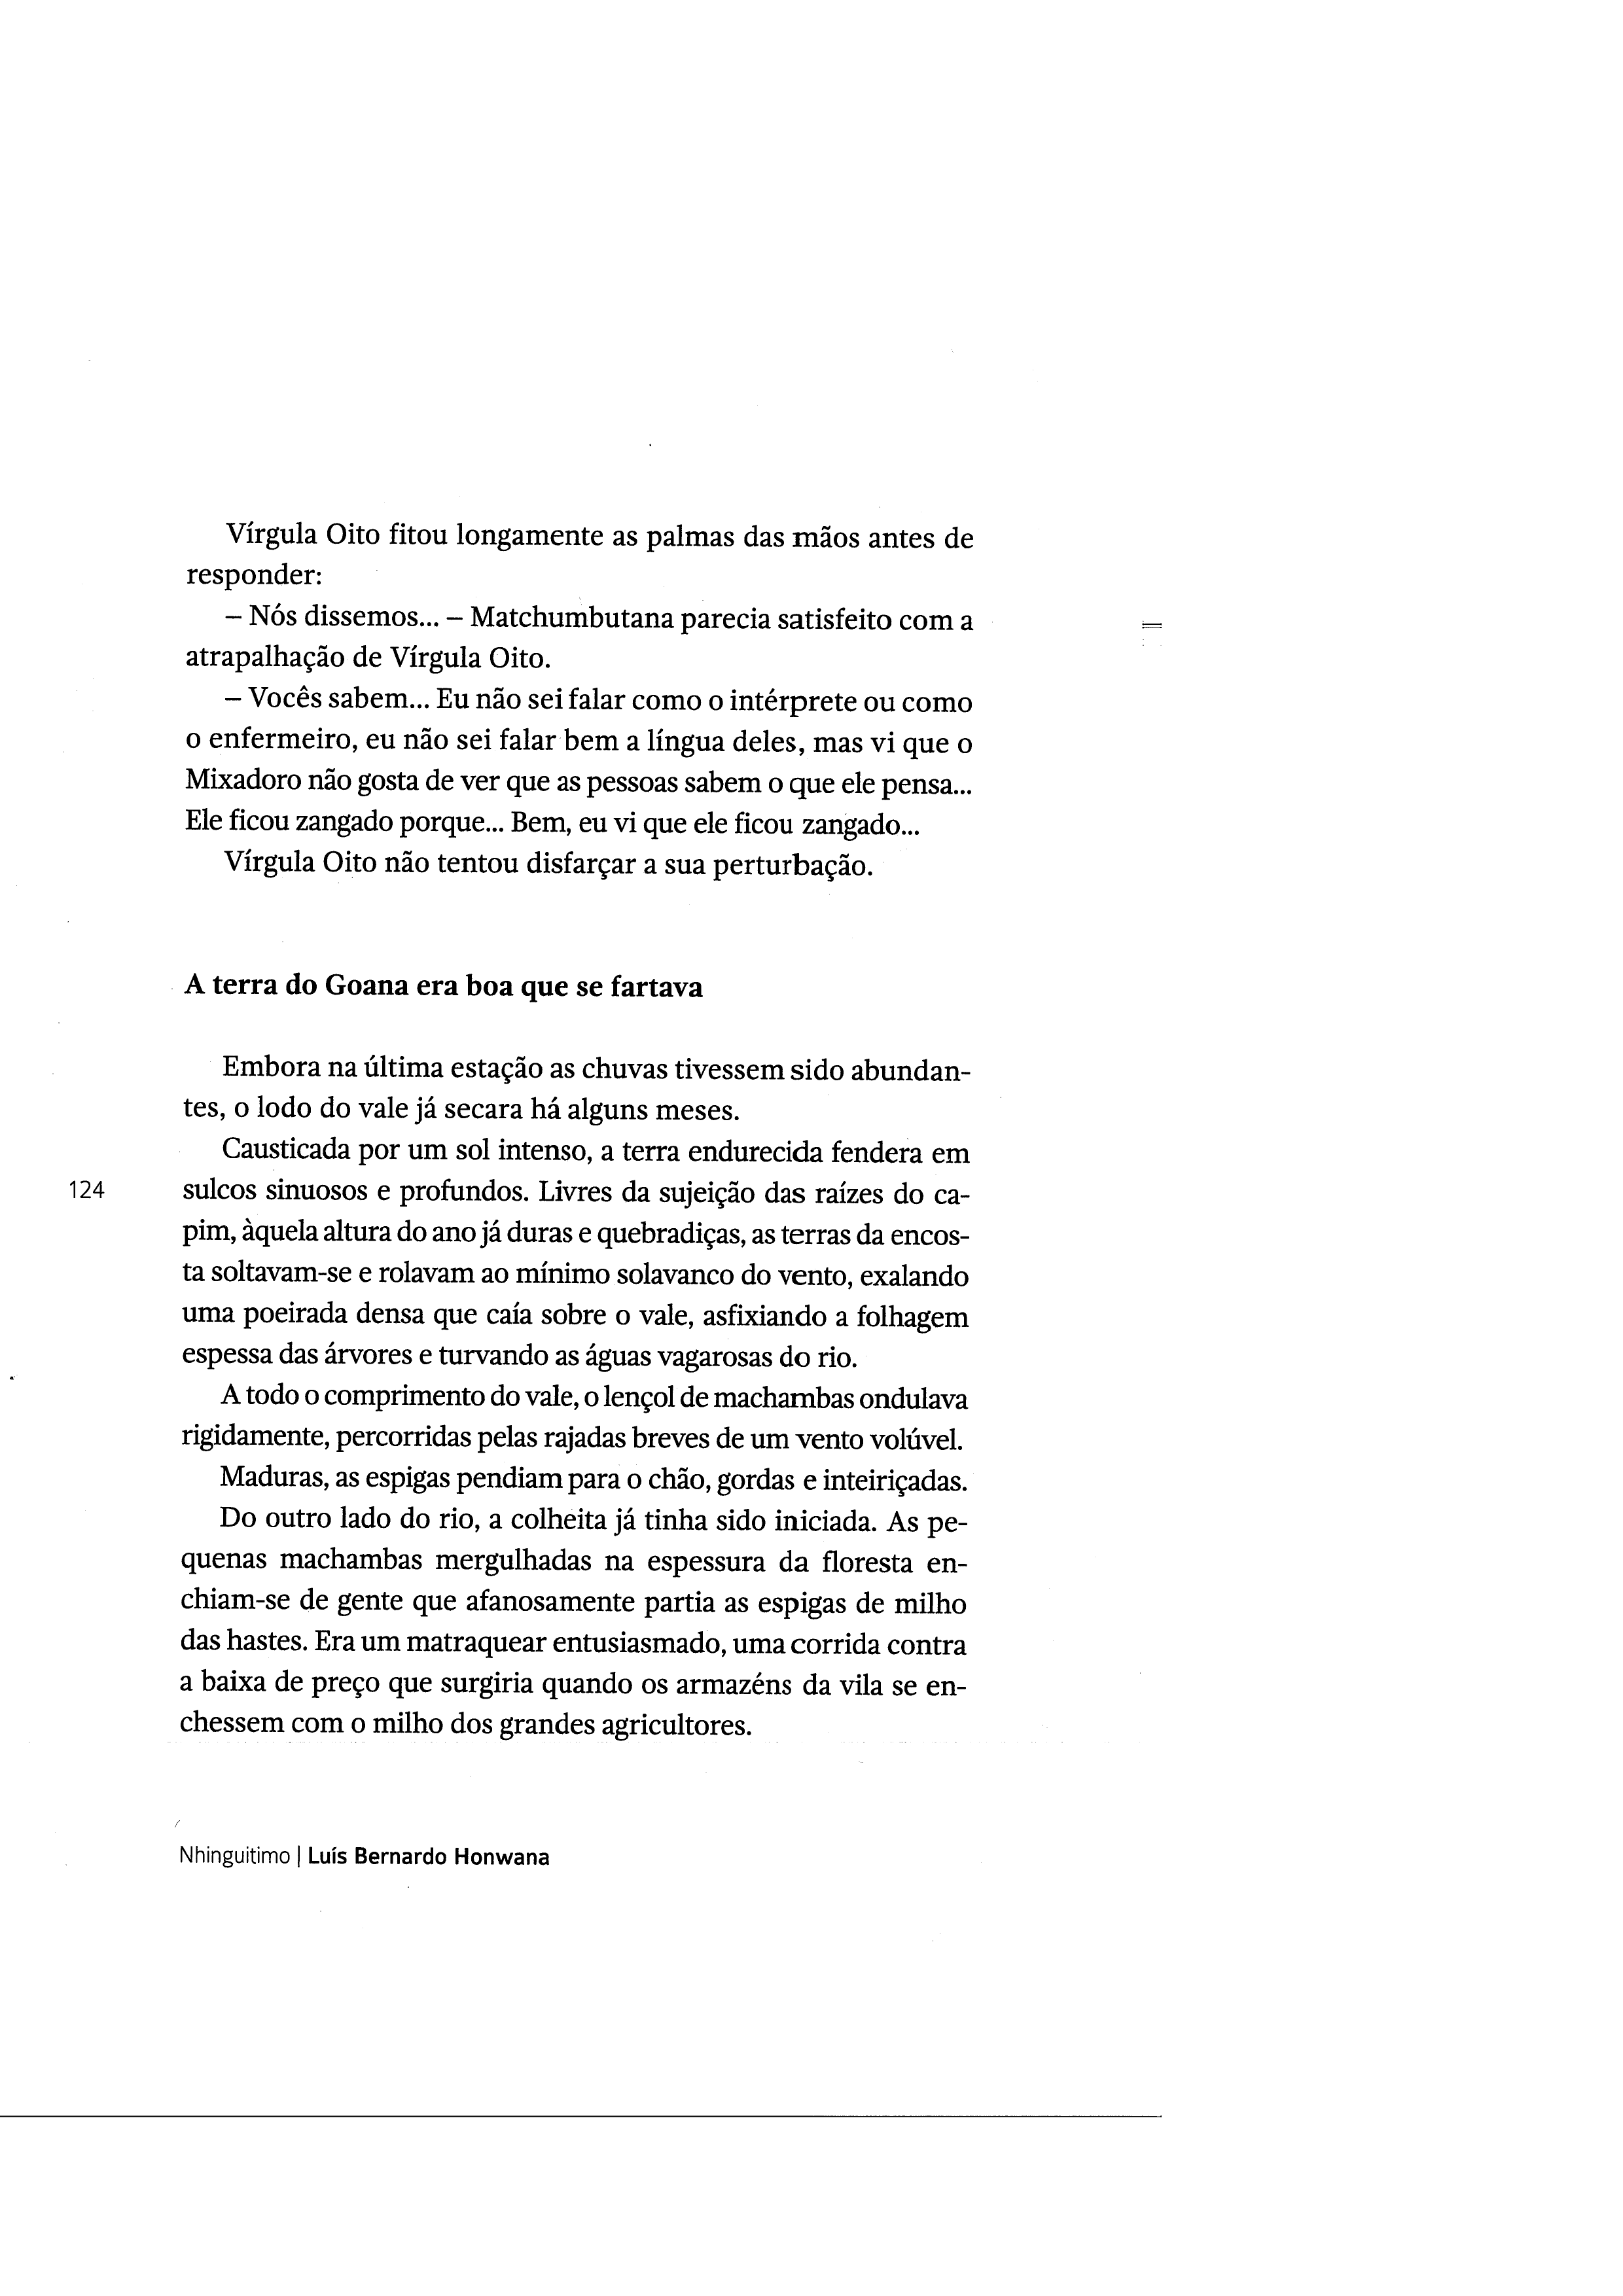 Vírgula Oito fitou longamente as palmas das mãos antes de
responder:
– Nós dissemos... – Matchumbutana parecia satisfeito com a
atrapalhação de Vírgula Oito.
– Vocês sabem... Eu não sei falar como o intérprete ou como
o enfermeiro, eu não sei falar bem a língua deles, mas vi que o
Mixadoro não gosta de ver que as pessoas sabem o que ele pensa...
Ele ficou zangado porque... Bem, eu vi que ele ficou zangado...
Vírgula Oito não tentou disfarçar a sua perturbação.
A terra do Goana era boa que se fartava
Embora na última estação as chuvas tivessem sido abundan-
tes, o lodo do vale já secara há alguns meses.
Causticada por um sol intenso, a terra endurecida fendera em
124
sulcos sinuosos e profundos. Livres da sujeição das raízes do ca-
pim, àquela altura do ano já duras e quebradiças, as terras da encos-
ta soltavam-se e rolavam ao mínimo solavanco do vento, exalando
uma poeirada densa que caía sobre o vale, asfixiando a folhagem
espessa das árvores e turvando as águas vagarosas do rio.
A todo o comprimento do vale, o lençol de machambas ondulava
rigidamente, percorridas pelas rajadas breves de um vento volúvel.
Maduras, as espigas pendiam para o chão, gordas e inteiriçadas.
Do outro lado do rio, a colheita já tinha sido iniciada. As pe-
quenas machambas mergulhadas na espessura da floresta en-
chiam-se de gente que afanosamente partia as espigas de milho
das hastes. Era um matraquear entusiasmado, uma corrida contra
a baixa de preço que surgiria quando os armazéns da vila se en-
chessem com o milho dos grandes agricultores.
Nhinguitimo | Luís Bernardo Honwana